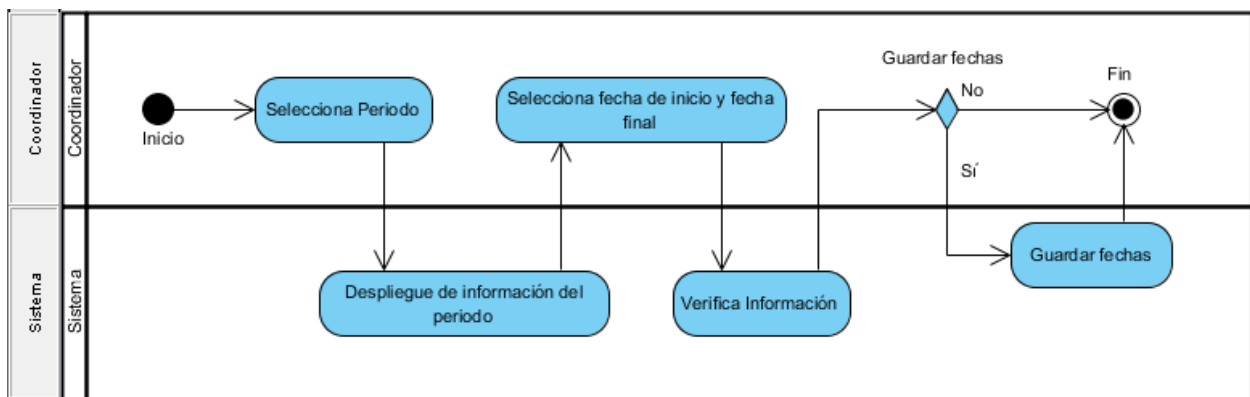 Coordinador
Coordinador
Inicio
Selecciona Periodo
Selecciona fecha de inicio y fecha
final
Guardar fechas
No
Sí
Fin
Sistema
Sistema
Despliegue de información del
periodo
Verifica Información
Guardar fechas